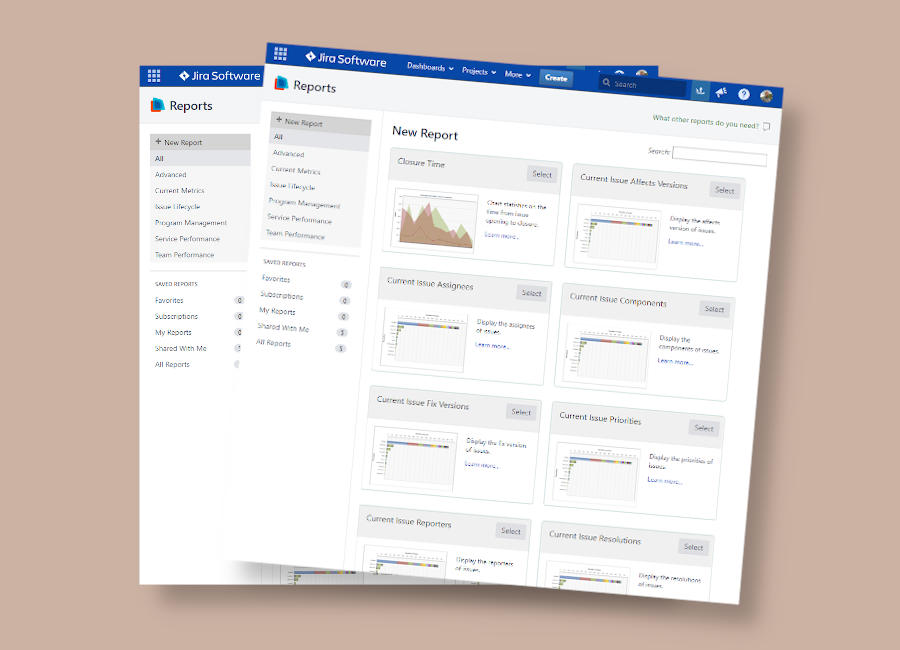 Jira Software
Reports
+ New Report
All
Advanced
Current Metrics
Issue Lifecycle
Program Management
Service Performance
Team Performance
SAVED REPORTS
Favorites 0
Subscriptions 0
My Reports 0
Shared With Me
All Reports
Jira Software Dashboards Projects More Create Search
Reports
What other reports do you need?
+ New Report
All
Advanced
Current Metrics
Issue Lifecycle
Program Management
Service Performance
Team Performance
SAVED REPORTS
Favorites 0
Subscriptions 0
My Reports 0
Shared With Me 5
All Reports 5
New Report
Search:
Closure Time Select
Chart statistics on the
time from issue
opening to closure.
Learn more...
Current Issue Affects Versions Select
Display the affects
version of issues.
Learn more...
Current Issue Assignees Select
Display the assignees
of issues.
Learn more...
Current Issue Components Select
Display the
components of issues.
Learn more...
Current Issue Fix Versions Select
Display the fix version
of issues.
Learn more...
Current Issue Priorities Select
Display the priorities of
issues.
Learn more...
Current Issue Reporters Select
Display the reporters
of issues.
Current Issue Resolutions Select
Display the resolutions
of issues.